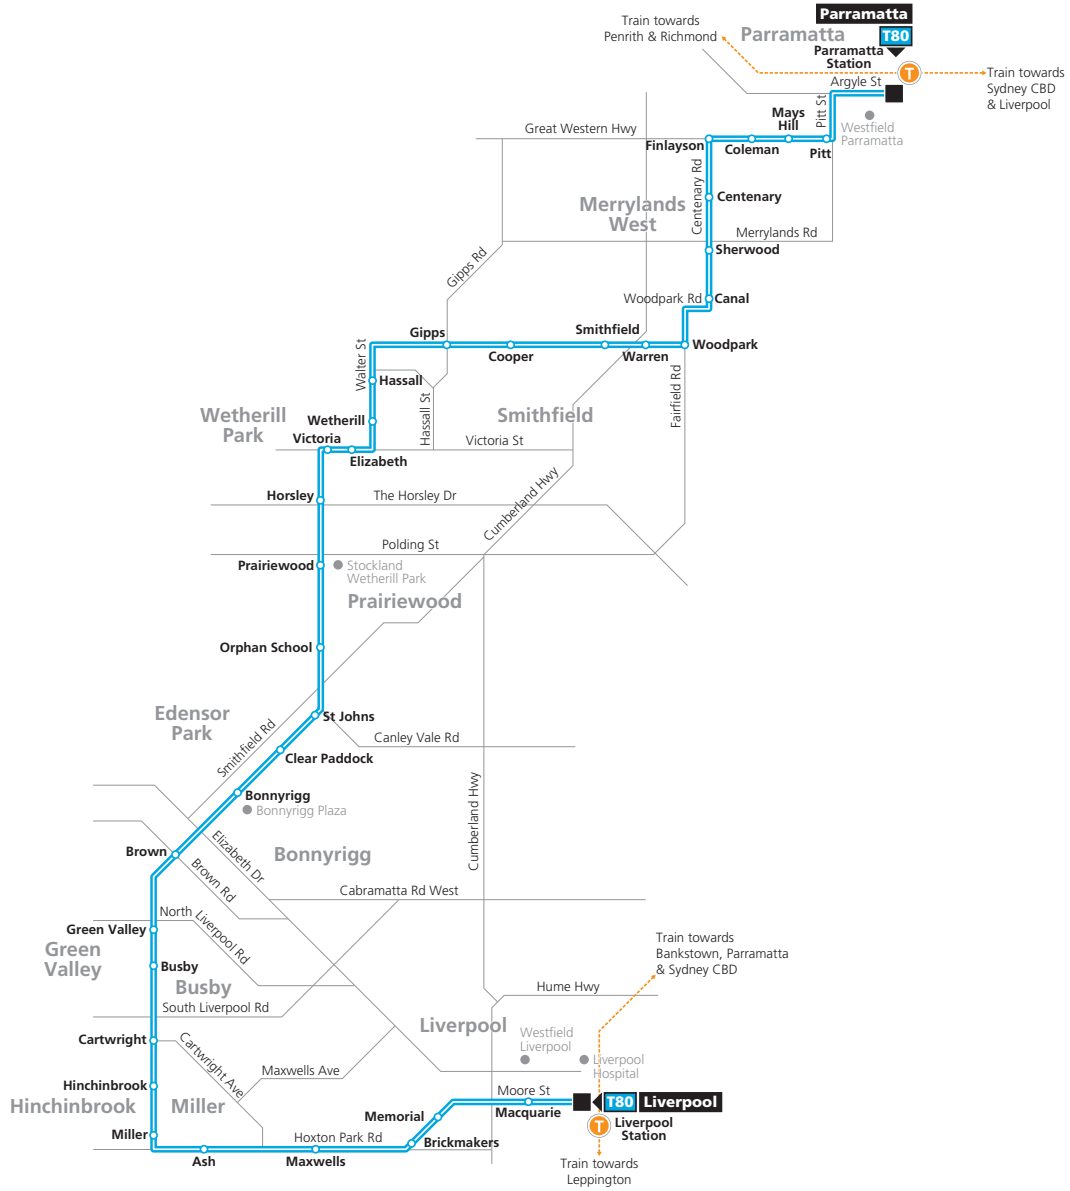 Parramatta
Train towards
Penrith & Richmond
Parramatta
T80
Parramatta
Station
T
Train towards
Sydney CBD
& Liverpool
Argyle St
Pitt St
Mays
Hill
Westfield
Parramatta
Great Western Hwy
Finlayson
Coleman
Pitt
Centenary Rd
Centenary
Merrylands
West
Merrylands Rd
Sherwood
Gipps Rd
Woodpark Rd
Canal
Gipps
Smithfield
Cooper
Warren
Woodpark
Walter St
Hassall
Hassall St
Fairfield Rd
Wetherill
Park
Wetherill
Smithfield
Victoria
Victoria St
Elizabeth
Horsley
The Horsley Dr
Cumberland Hwy
Polding St
Prairiewood
Stockland
Wetherill Park
Prairiewood
Orphan School
Edensor
Park
St Johns
Smithfield Rd
Canley Vale Rd
Clear Paddock
Bonnyrigg
Bonnyrigg Plaza
Cumberland Hwy
Brown
Elizabeth Dr
Bonnyrigg
Brown Rd
Cabramatta Rd West
North
Liverpool Rd
Green Valley
Green
Valley
Busby
Busby
Train towards
Bankstown, Parramatta
& Sydney CBD
Hume Hwy
South Liverpool Rd
Liverpool
Westfield
Liverpool
Cartwright
Cartwright Ave
Liverpool
Hospital
Maxwells Ave
Hinchinbrook
Hinchinbrook
Miller
Moore St
Macquarie
T80
Liverpool
Memorial
T
Liverpool
Station
Miller
Hoxton Park Rd
Brickmakers
Ash
Maxwells
Train towards
Leppington